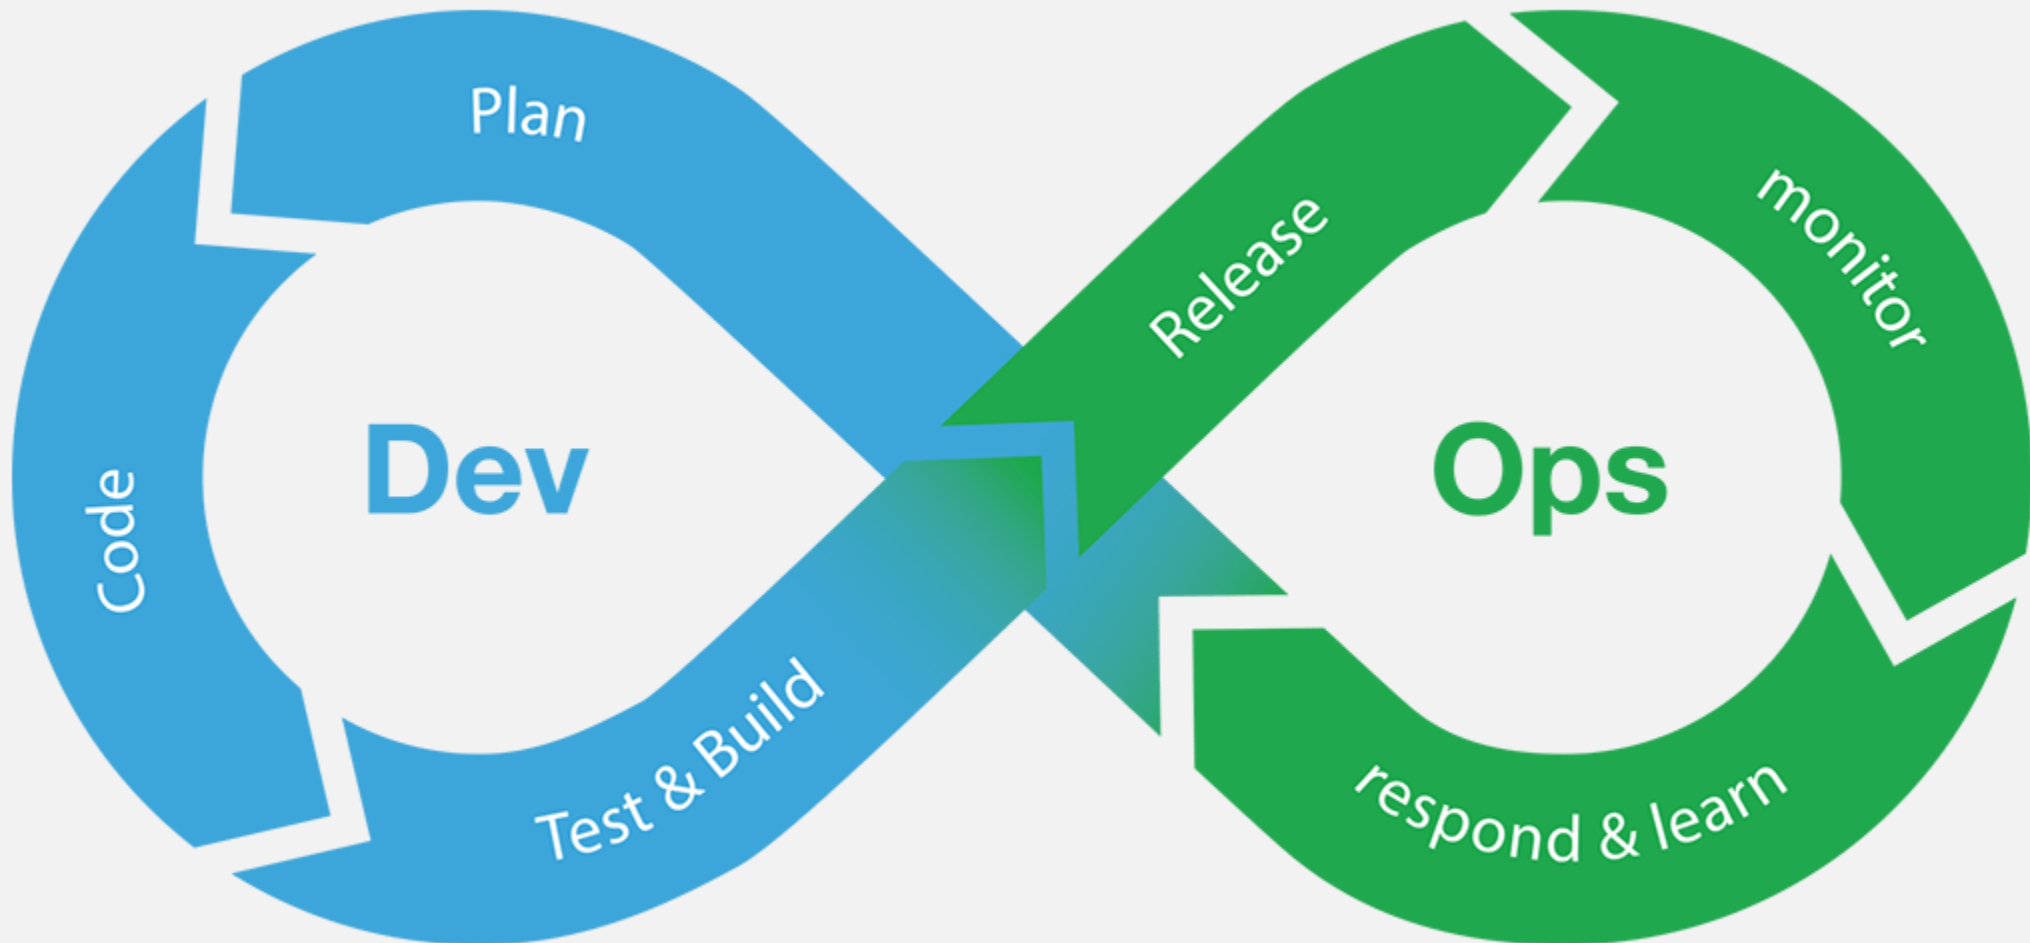 Plan
Code
Dev
Test & Build
Release
monitor
Ops
respond & learn